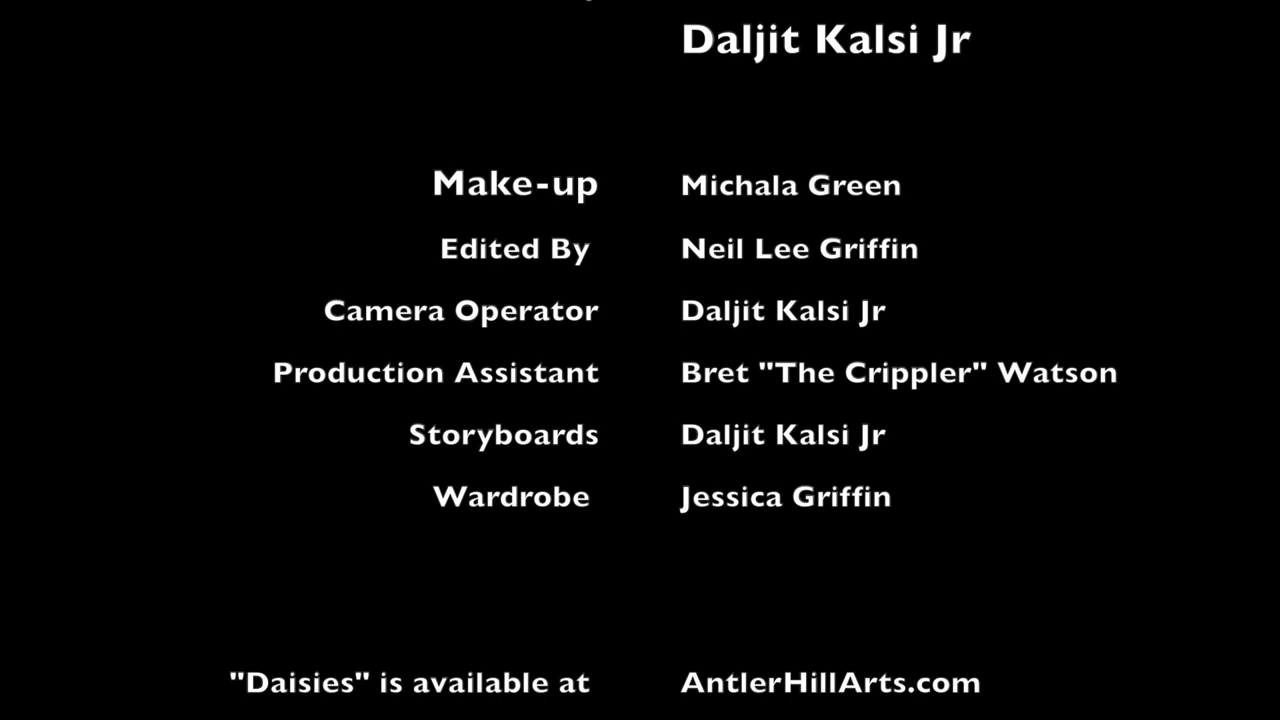 Daljit Kalsi Jr
Make-up Michala Green
Edited By Neil Lee Griffin
Camera Operator Daljit Kalsi Jr
Production Assistant Bret "The Crippler" Watson
Storyboards Daljit Kalsi Jr
Wardrobe Jessica Griffin
"Daisies" is available at AntlerHillArts.com